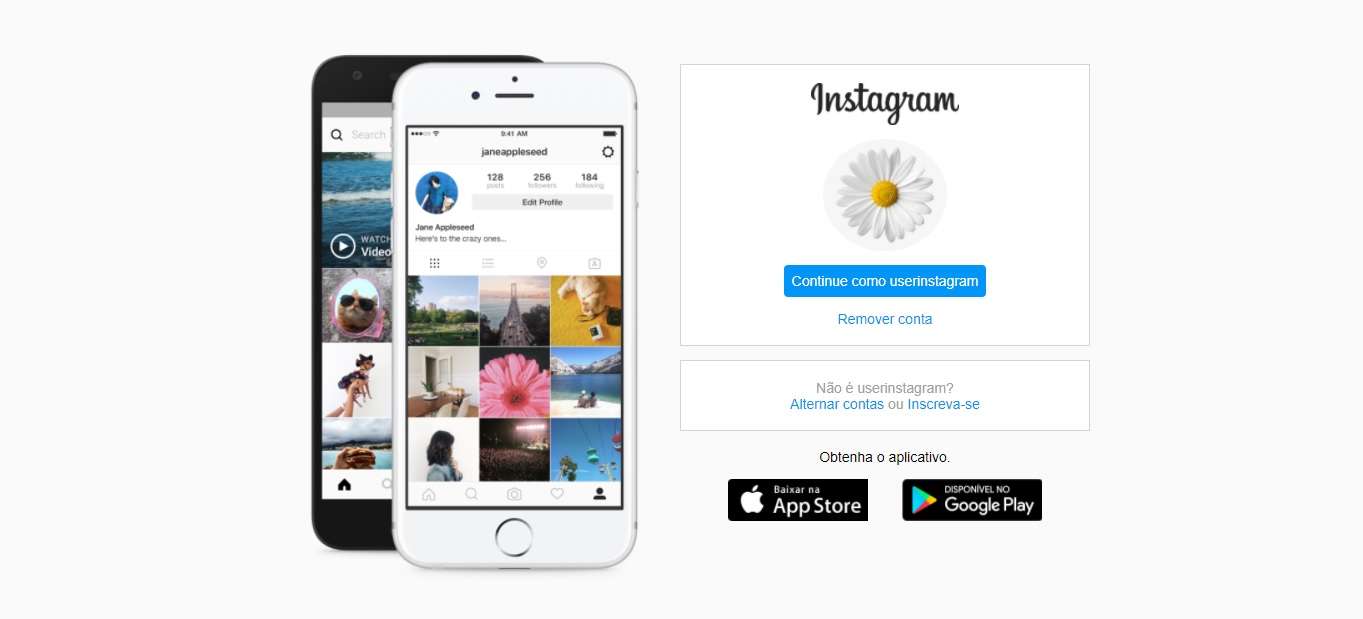 Search
WATCH
Video
9:41 AM
janeappleseed
128
posts
256
followers
184
following
Edit Profile
Jane Appleseed
Here's to the crazy ones...
Instagram
Continue como userinstagram
Remover conta
Não é userinstagram?
Alternar contas ou Inscreva-se
Obtenha o aplicativo.
Baixar na
App Store
DISPONÍVEL NO
Google Play